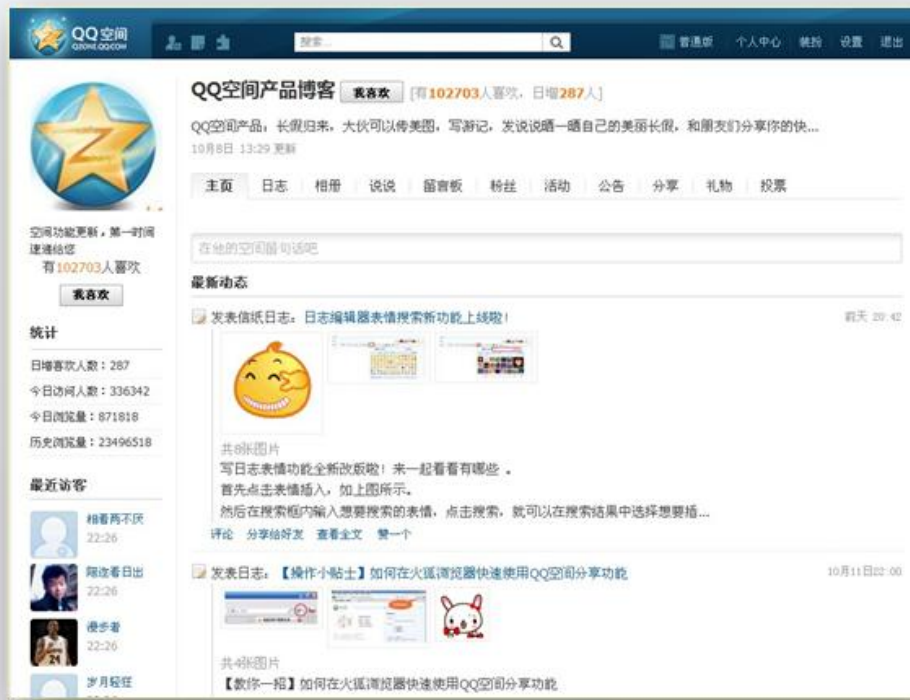 QQ空间
QZONE.QQ.COM
搜索...
普通版 个人中心 装扮 设置 退出
QQ空间产品博客 我喜欢 [有102703人喜欢，日增287人]
QQ空间产品，长假归来，大伙可以传美图，写游记，发说说晒一晒自己的美丽长假，和朋友们分享你的快...
10月8日 13:29 更新
主页 日志 相册 说说 留言板 粉丝 活动 公告 分享 礼物 投票
空间功能更新，第一时间
速递给您
有102703人喜欢
我喜欢
统计
日增喜欢人数：287
今日访问人数：336342
今日浏览量：871818
历史浏览量：23496518
最近访客
相看两不厌
22:26
陪你看日出
22:26
漫步者
22:26
岁月轻狂
在他的空间留句话吧
最新动态
发表信纸日志：日志编辑器表情搜索新功能上线啦！ 前天 20:42
共8张图片
写日志表情功能全新改版啦！来一起看看有哪些 。
首先点击表情插入，如上图所示。
然后在搜索框内输入想要搜索的表情，点击搜索，就可以在搜索结果中选择想要插...
评论 分享给好友 查看全文 赞一个
发表日志：【操作小贴士】如何在火狐浏览器快速使用QQ空间分享功能 10月11日22:00
共4张图片
【教你一招】如何在火狐浏览器快速使用QQ空间分享功能